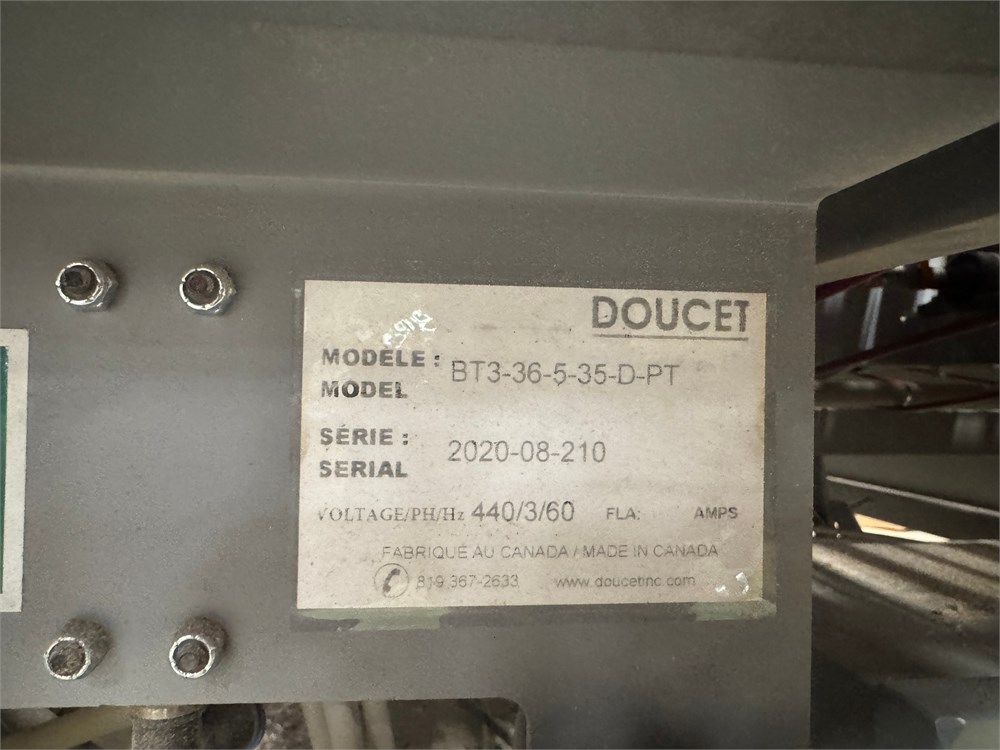 DOUCET
MODÈLE :
MODEL
BT3-36-5-35-D-PT
SÉRIE :
SERIAL
2020-08-210
VOLTAGE/PH/Hz 440/3/60 FLA: AMPS
FABRIQUÉ AU CANADA / MADE IN CANADA
819 367-2633 www.doucetinc.com